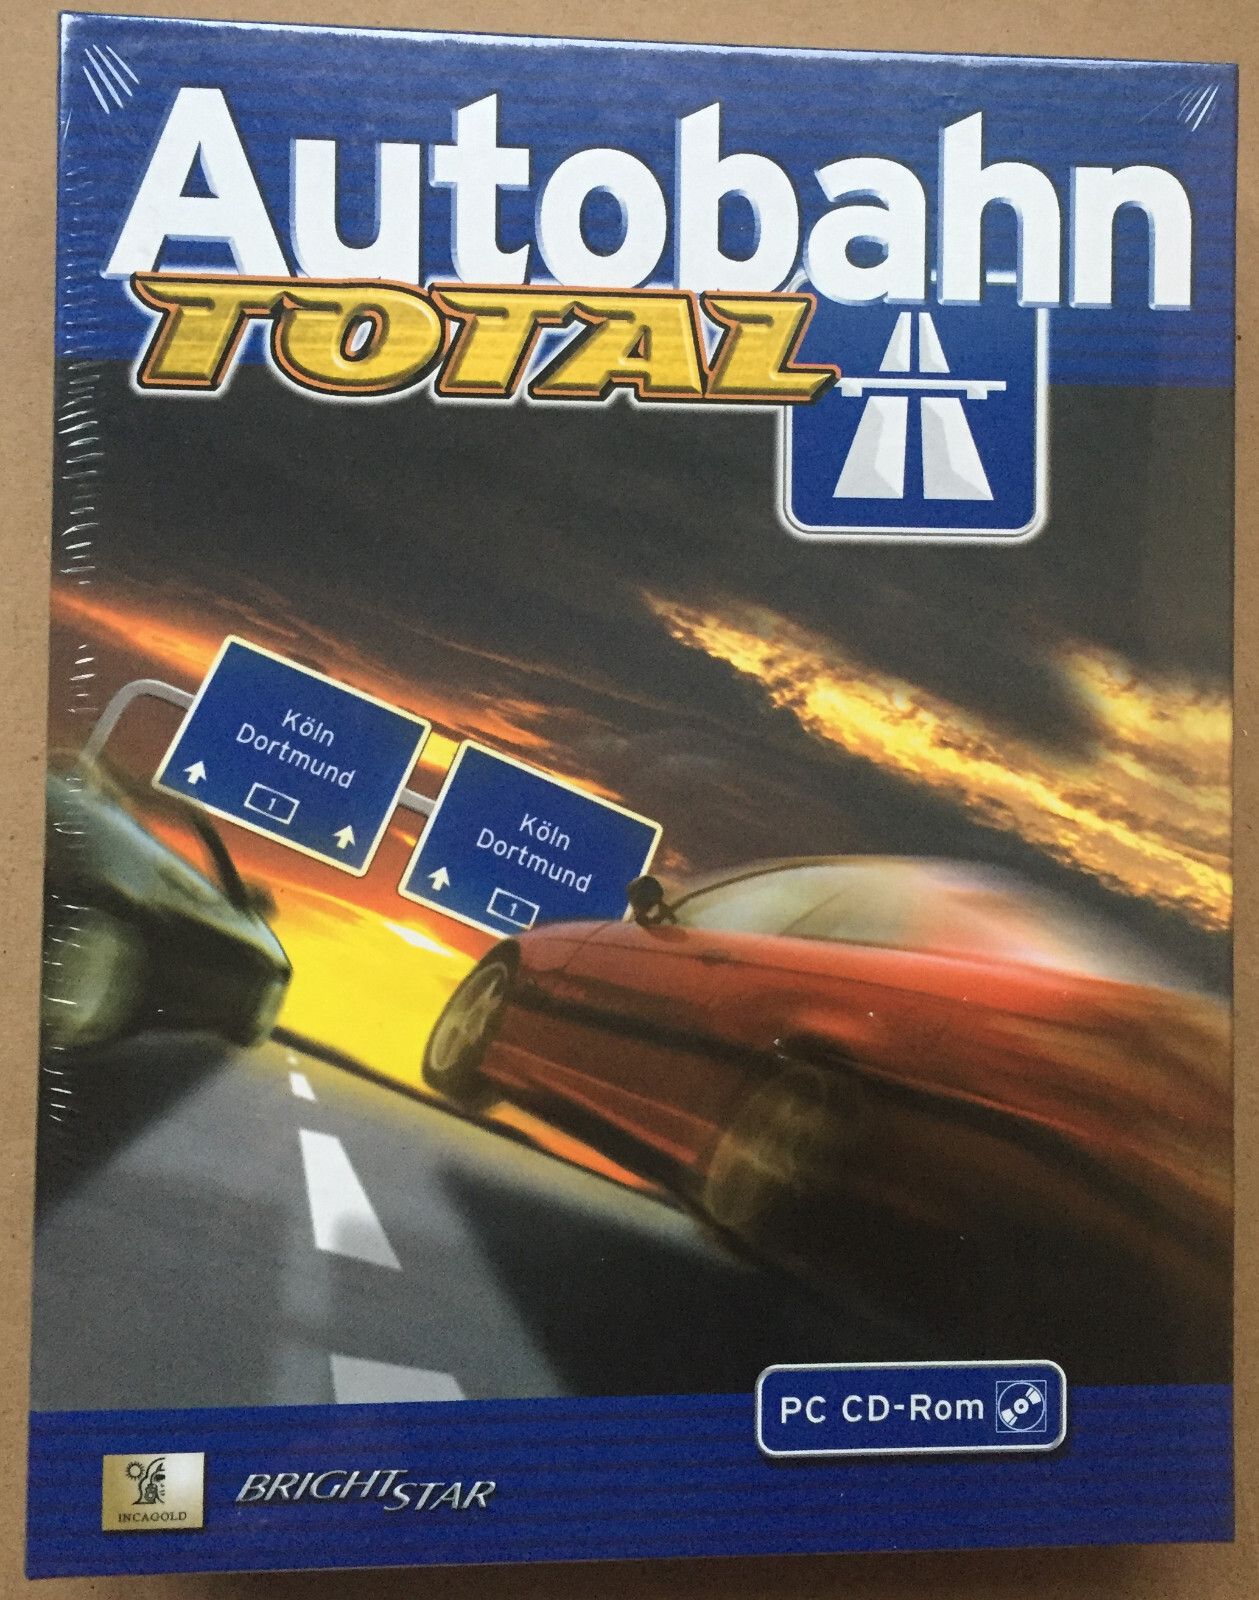 Autobahn
TOTAL
Köln
Dortmund
1
Köln
Dortmund
1
PC CD-Rom
INCAGOLD
BRIGHTSTAR